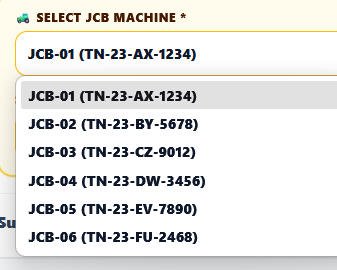 SELECT JCB MACHINE *
JCB-01 (TN-23-AX-1234)
JCB-01 (TN-23-AX-1234)
JCB-02 (TN-23-BY-5678)
JCB-03 (TN-23-CZ-9012)
JCB-04 (TN-23-DW-3456)
JCB-05 (TN-23-EV-7890)
Su
JCB-06 (TN-23-FU-2468)